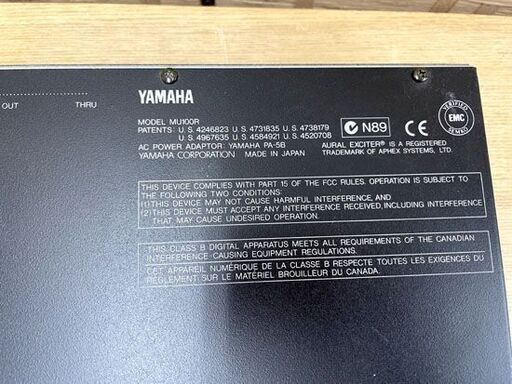 OUT THRU
YAMAHA
MODEL MU100R
PATENTS: U. S. 4246823 U. S. 4731835 U. S. 4738179
U. S. 4967635 U. S. 4584921 U. S. 4520708
AC POWER ADAPTOR: YAMAHA PA-5B
YAMAHA CORPORATION MADE IN JAPAN
N89
AURAL EXCITER® IS A REGISTERED
TRADEMARK OF APHEX SYSTEMS, LTD.
VERIFIED
EMC
THIS DEVICE COMPLIES WITH PART 15 OF THE FCC RULES. OPERATION IS SUBJECT TO
THE FOLLOWING TWO CONDITIONS:
(1) THIS DEVICE MAY NOT CAUSE HARMFUL INTERFERENCE, AND
(2) THIS DEVICE MUST ACCEPT ANY INTERFERENCE RECEIVED, INCLUDING INTERFERENCE
THAT MAY CAUSE UNDESIRED OPERATION.
THIS CLASS B DIGITAL APPARATUS MEETS ALL REQUIREMENTS OF THE CANADIAN
INTERFERENCE CAUSING EQUIPMENT REGULATIONS.
CET APPAREIL NUMÉRIQUE DE LA CLASSE B RESPECTE TOUTES LES EXIGENCES DU
RÈGLEMENT SUR LE MATÉRIEL BROUILLEUR DU CANADA.